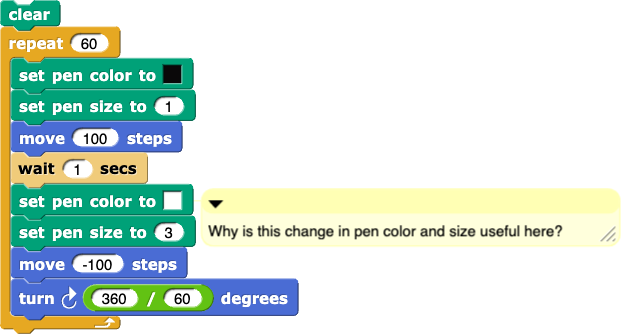 clear
repeat 60
set pen color to
set pen size to 1
move 100 steps
wait 1 secs
set pen color to
set pen size to 3
Why is this change in pen color and size useful here?
move -100 steps
turn 360 / 60 degrees